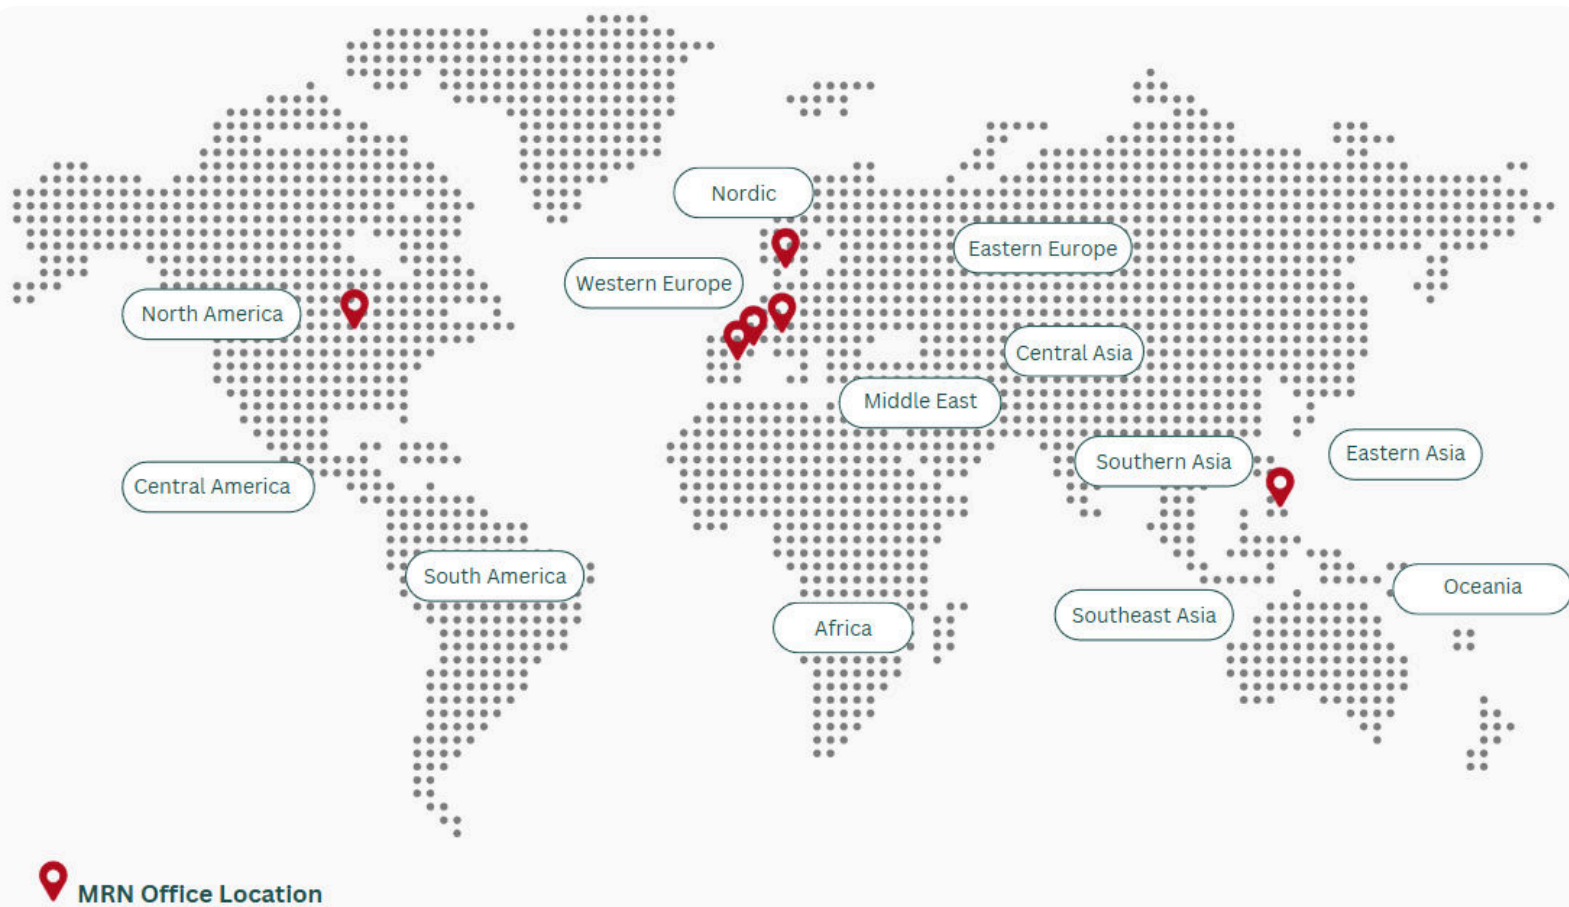 Nordic
Eastern Europe
Western Europe
North America
Central Asia
Middle East
Eastern Asia
Southern Asia
Central America
South America
Oceania
Southeast Asia
Africa
MRN Office Location